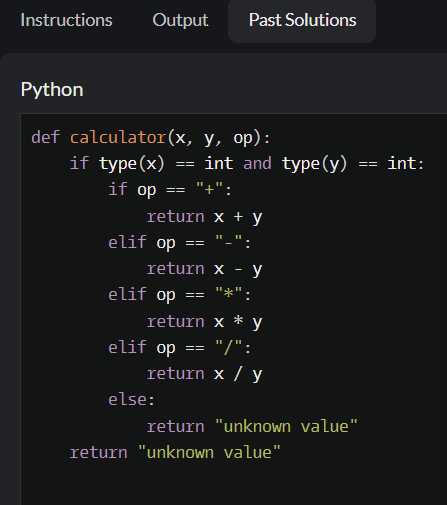 Instructions Output Past Solutions
Python
def calculator(x, y, op):
    if type(x) == int and type(y) == int:
        if op == "+":
            return x + y
        elif op == "-":
            return x - y
        elif op == "*":
            return x * y
        elif op == "/":
            return x / y
        else:
            return "unknown value"
    return "unknown value"